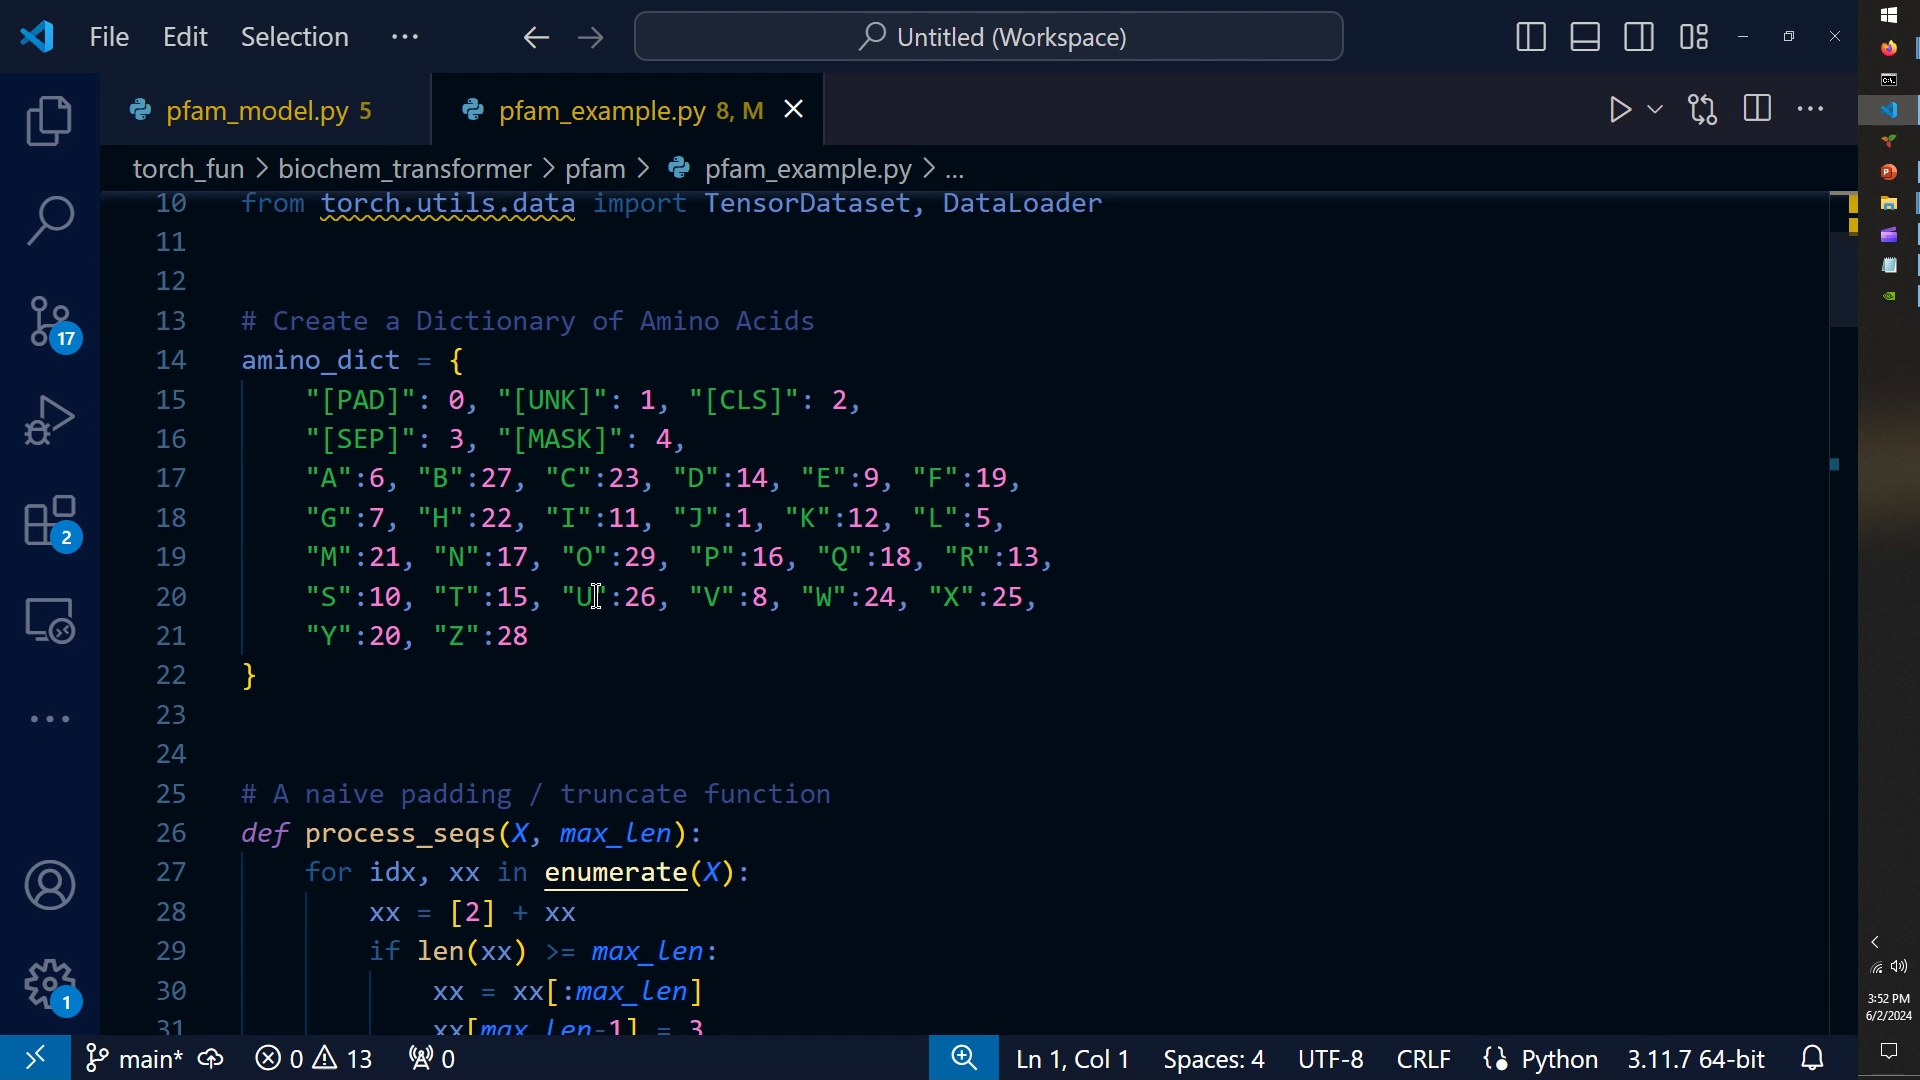 File Edit Selection ... Untitled (Workspace)
pfam_model.py 5 pfam_example.py 8, M
torch_fun > biochem_transformer > pfam > pfam_example.py > ...
10 from torch.utils.data import TensorDataset, DataLoader
11
12
13 # Create a Dictionary of Amino Acids
14 amino_dict = {
15 "[PAD]": 0, "[UNK]": 1, "[CLS]": 2,
16 "[SEP]": 3, "[MASK]": 4,
17 "A":6, "B":27, "C":23, "D":14, "E":9, "F":19,
18 "G":7, "H":22, "I":11, "J":1, "K":12, "L":5,
19 "M":21, "N":17, "O":29, "P":16, "Q":18, "R":13,
20 "S":10, "T":15, "U":26, "V":8, "W":24, "X":25,
21 "Y":20, "Z":28
22 }
23
24
25 # A naive padding / truncate function
26 def process_seqs(X, max_len):
27 for idx, xx in enumerate(X):
28 xx = [2] + xx
29 if len(xx) >= max_len:
30 xx = xx[:max_len]
31 xx[max_len-1] = 3
17
2
1
main* 0 13 0 Ln 1, Col 1 Spaces: 4 UTF-8 CRLF Python 3.11.7 64-bit
3:52 PM
6/2/2024